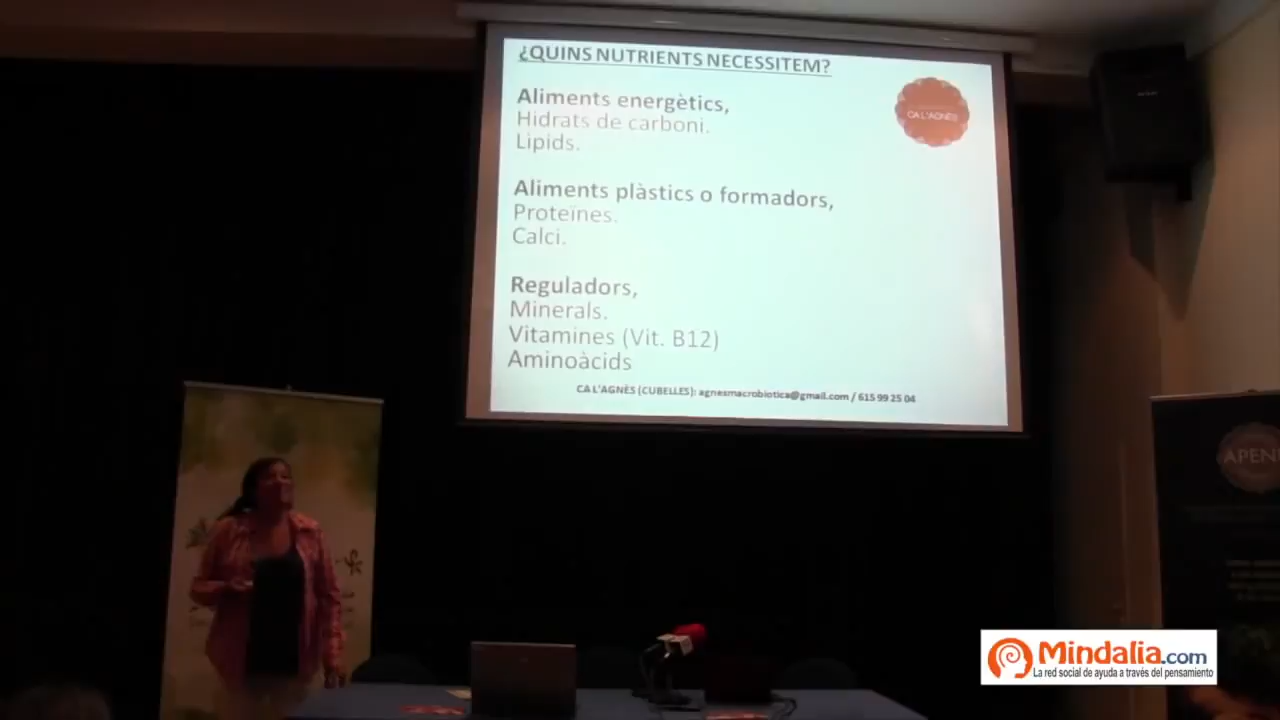 ¿QUINS NUTRIENTS NECESSITEM?
Aliments energètics,
Hidrats de carboni.
Lipids.
CA L'AGNÈS
Aliments plàstics o formadors,
Proteïnes.
Calci.
Reguladors,
Minerals.
Vitamines (Vit. B12)
Aminoàcids
CA L'AGNÈS (CUBELLES): agnesmacrobiotica@gmail.com / 615 99 25 04
APEN
Mindalia.com
La red social de ayuda a través del pensamiento